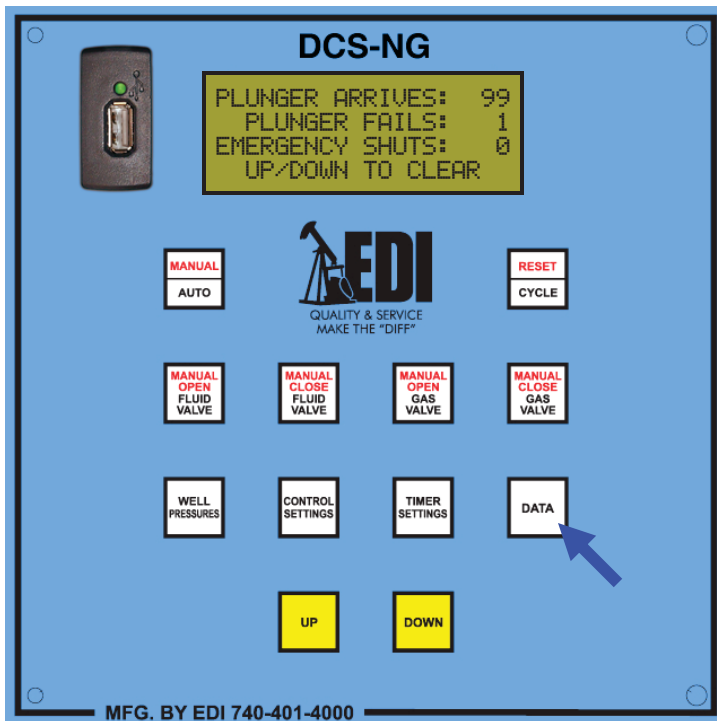 DCS-NG
PLUNGER ARRIVES: 99
PLUNGER FAILS: 1
EMERGENCY SHUTS: 0
UP/DOWN TO CLEAR
EDI
QUALITY & SERVICE
MAKE THE "DIFF"
MANUAL
AUTO
RESET
CYCLE
MANUAL
OPEN
FLUID
VALVE
MANUAL
CLOSE
FLUID
VALVE
MANUAL
OPEN
GAS
VALVE
MANUAL
CLOSE
GAS
VALVE
WELL
PRESSURES
CONTROL
SETTINGS
TIMER
SETTINGS
DATA
UP
DOWN
MFG. BY EDI 740-401-4000